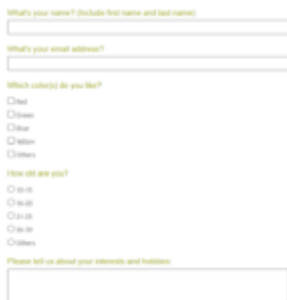 What's your name? (Include first name and last name)
What's your email address?
Which color(s) do you like?
Red
Green
Blue
Yellow
Others
How old are you?
Others
Please tell us about your interests and hobbies: